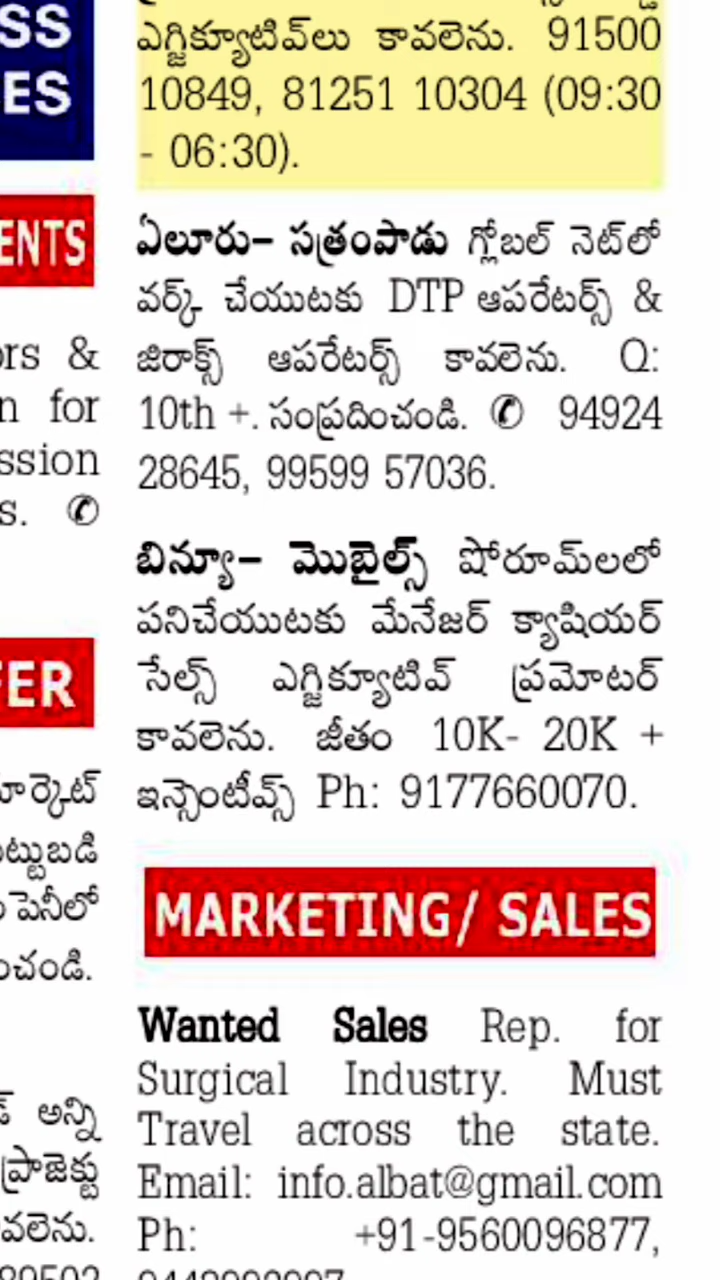 SS
ES
ENTS
ors &
n for
ssion
s. ✆
FER
మార్కెట్
ట్టుబడి
పెనీలో
ంచండి.
అన్ని
ప్రాజెక్టు
వలెను.
ఎగ్జిక్యూటివ్‌లు కావలెను. 91500
10849, 81251 10304 (09:30
- 06:30).
ఏలూరు– సత్రంపాడు గ్లోబల్ నెట్‌లో
వర్క్ చేయుటకు DTP ఆపరేటర్స్ &
జిరాక్స్ ఆపరేటర్స్ కావలెను. Q:
10th +. సంప్రదించండి. ✆ 94924
28645, 99599 57036.
బిన్యూ– మొబైల్స్ షోరూమ్‌లలో
పనిచేయుటకు మేనేజర్ క్యాషియర్
సేల్స్ ఎగ్జిక్యూటివ్ ప్రమోటర్
కావలెను. జీతం 10K- 20K +
ఇన్సెంటీవ్స్ Ph: 9177660070.
MARKETING/ SALES
Wanted Sales Rep. for
Surgical Industry. Must
Travel across the state.
Email: info.albat@gmail.com
Ph: +91-9560096877,